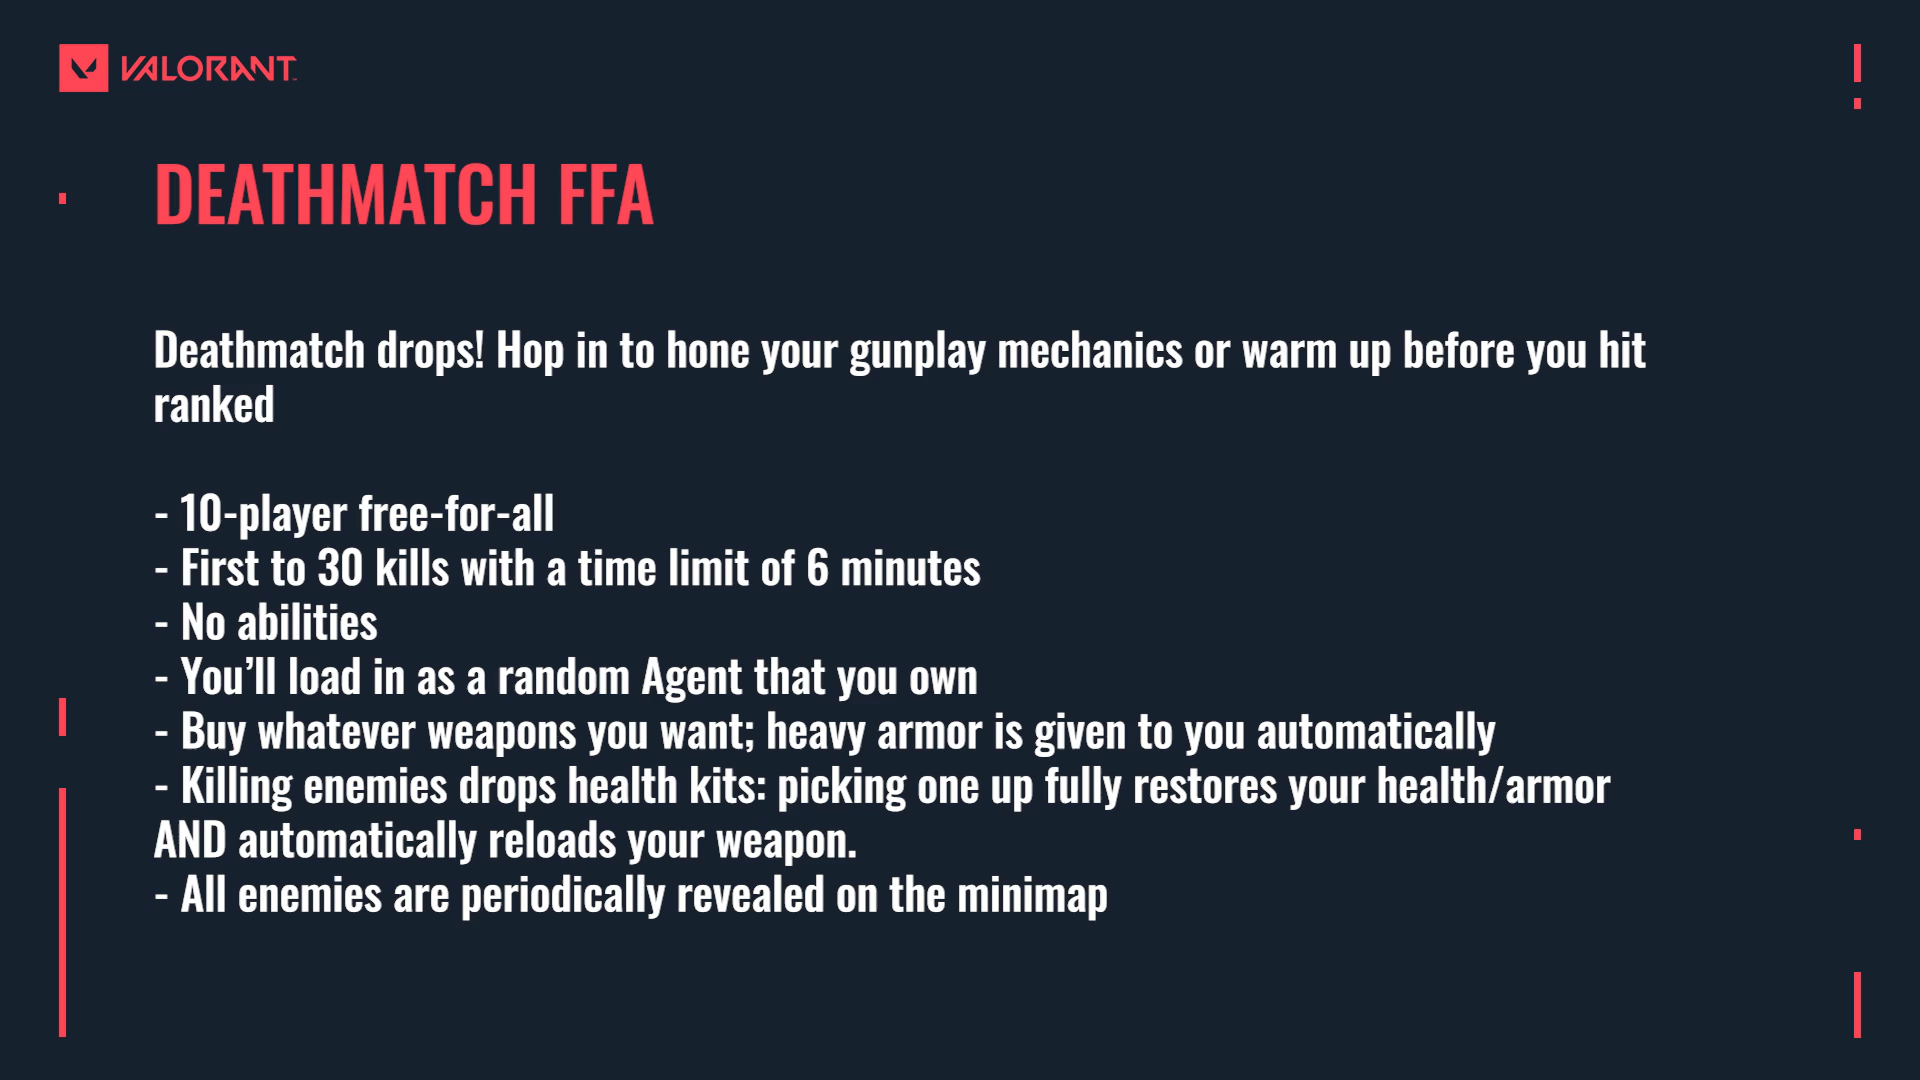 VALORANT
DEATHMATCH FFA
Deathmatch drops! Hop in to hone your gunplay mechanics or warm up before you hit
ranked
- 10-player free-for-all
- First to 30 kills with a time limit of 6 minutes
- No abilities
- You’ll load in as a random Agent that you own
- Buy whatever weapons you want; heavy armor is given to you automatically
- Killing enemies drops health kits: picking one up fully restores your health/armor
AND automatically reloads your weapon.
- All enemies are periodically revealed on the minimap